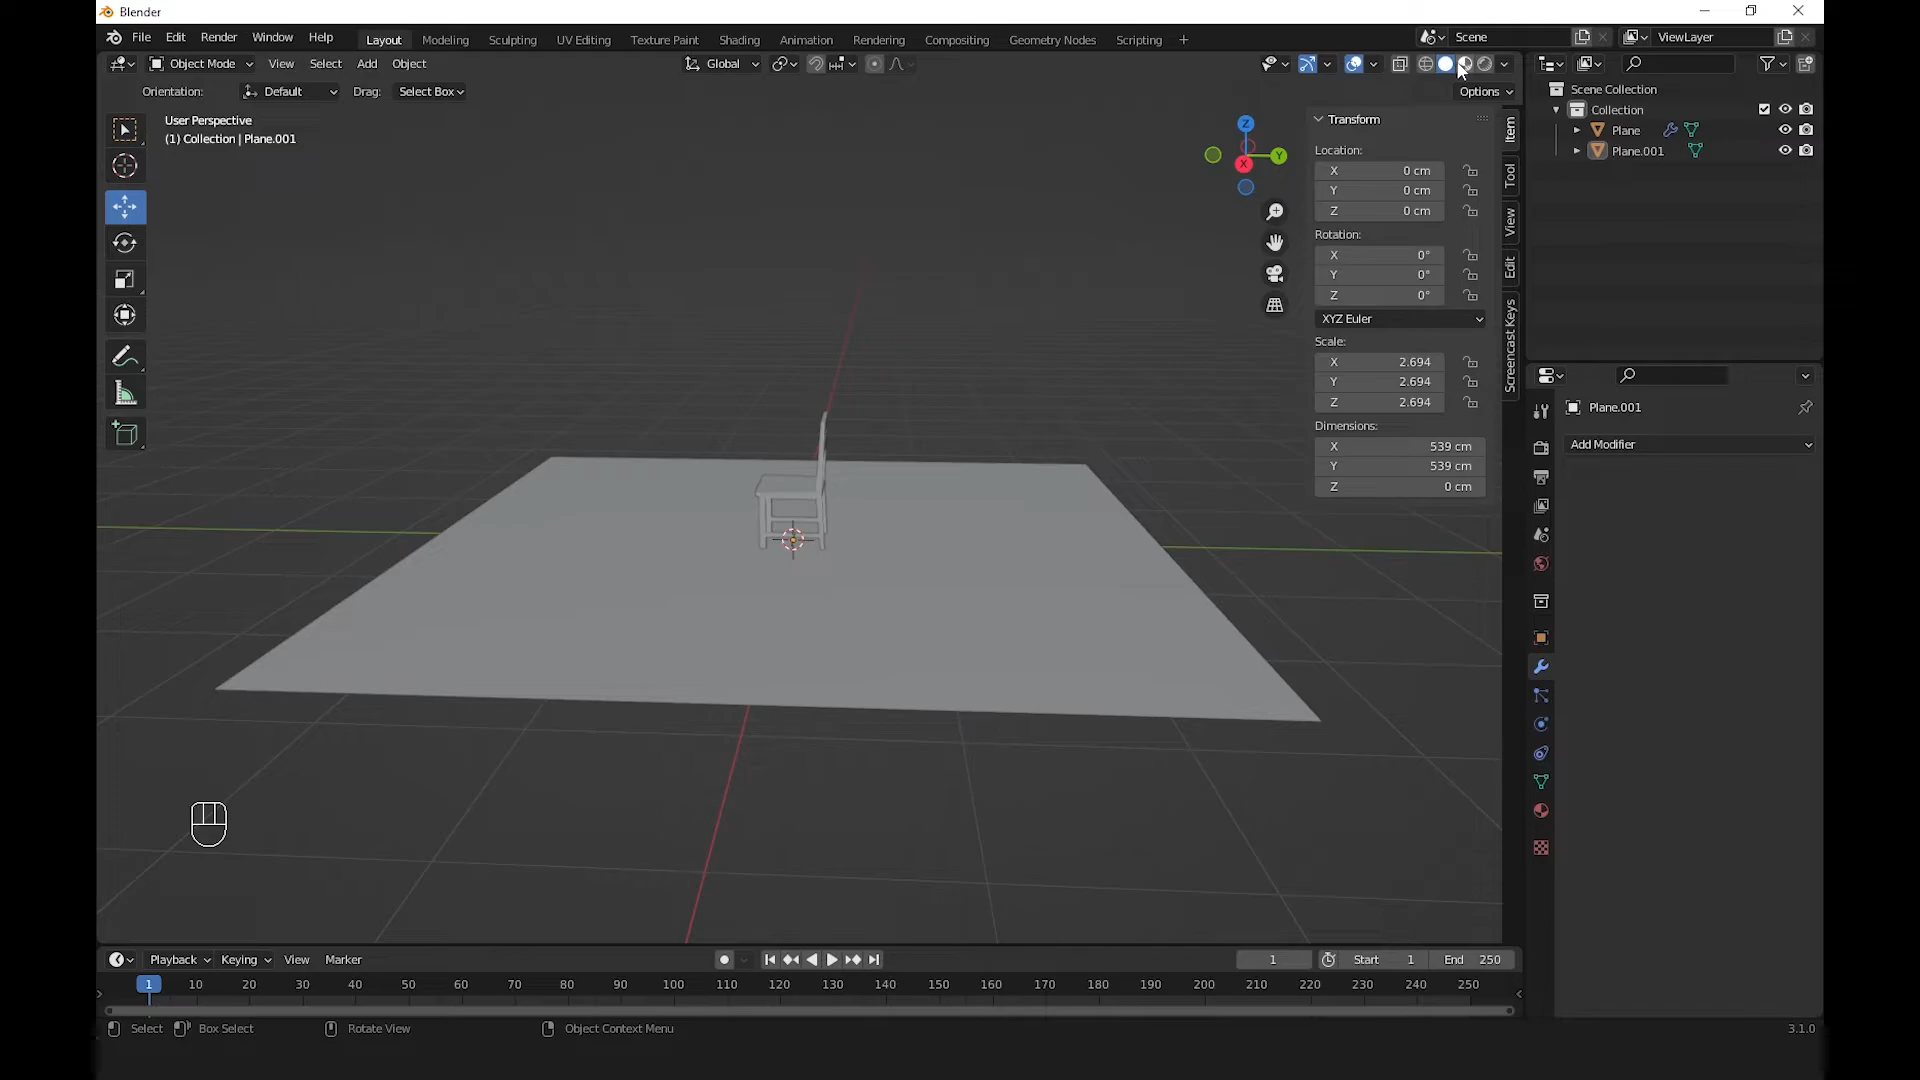 Blender
File Edit Render Window Help Layout Modeling Sculpting UV Editing Texture Paint Shading Animation Rendering Compositing Geometry Nodes Scripting + Scene ViewLayer
Object Mode View Select Add Object Global
Orientation: Default Drag: Select Box Options
User Perspective
(1) Collection | Plane.001
Z
Y
X
Transform
Location:
X 0 cm
Y 0 cm
Z 0 cm
Rotation:
X 0°
Y 0°
Z 0°
XYZ Euler
Scale:
X 2.694
Y 2.694
Z 2.694
Dimensions:
X 539 cm
Y 539 cm
Z 0 cm
Item
Tool
View
Edit
Screencast Keys
Scene Collection
Collection
Plane
Plane.001
Plane.001
Add Modifier
Playback Keying View Marker 1 Start 1 End 250
1 10 20 30 40 50 60 70 80 90 100 110 120 130 140 150 160 170 180 190 200 210 220 230 240 250
Select Box Select Rotate View Object Context Menu 3.1.0